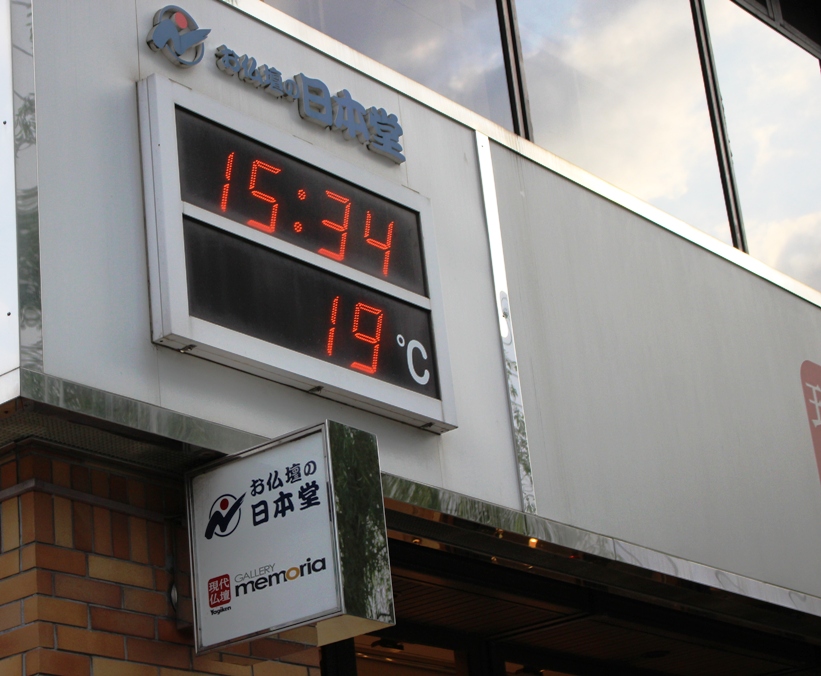 お仏壇の日本堂
15:34
19 ℃
お仏壇の
日本堂
GALLERY
memoria
現代
仏壇
Yagiken